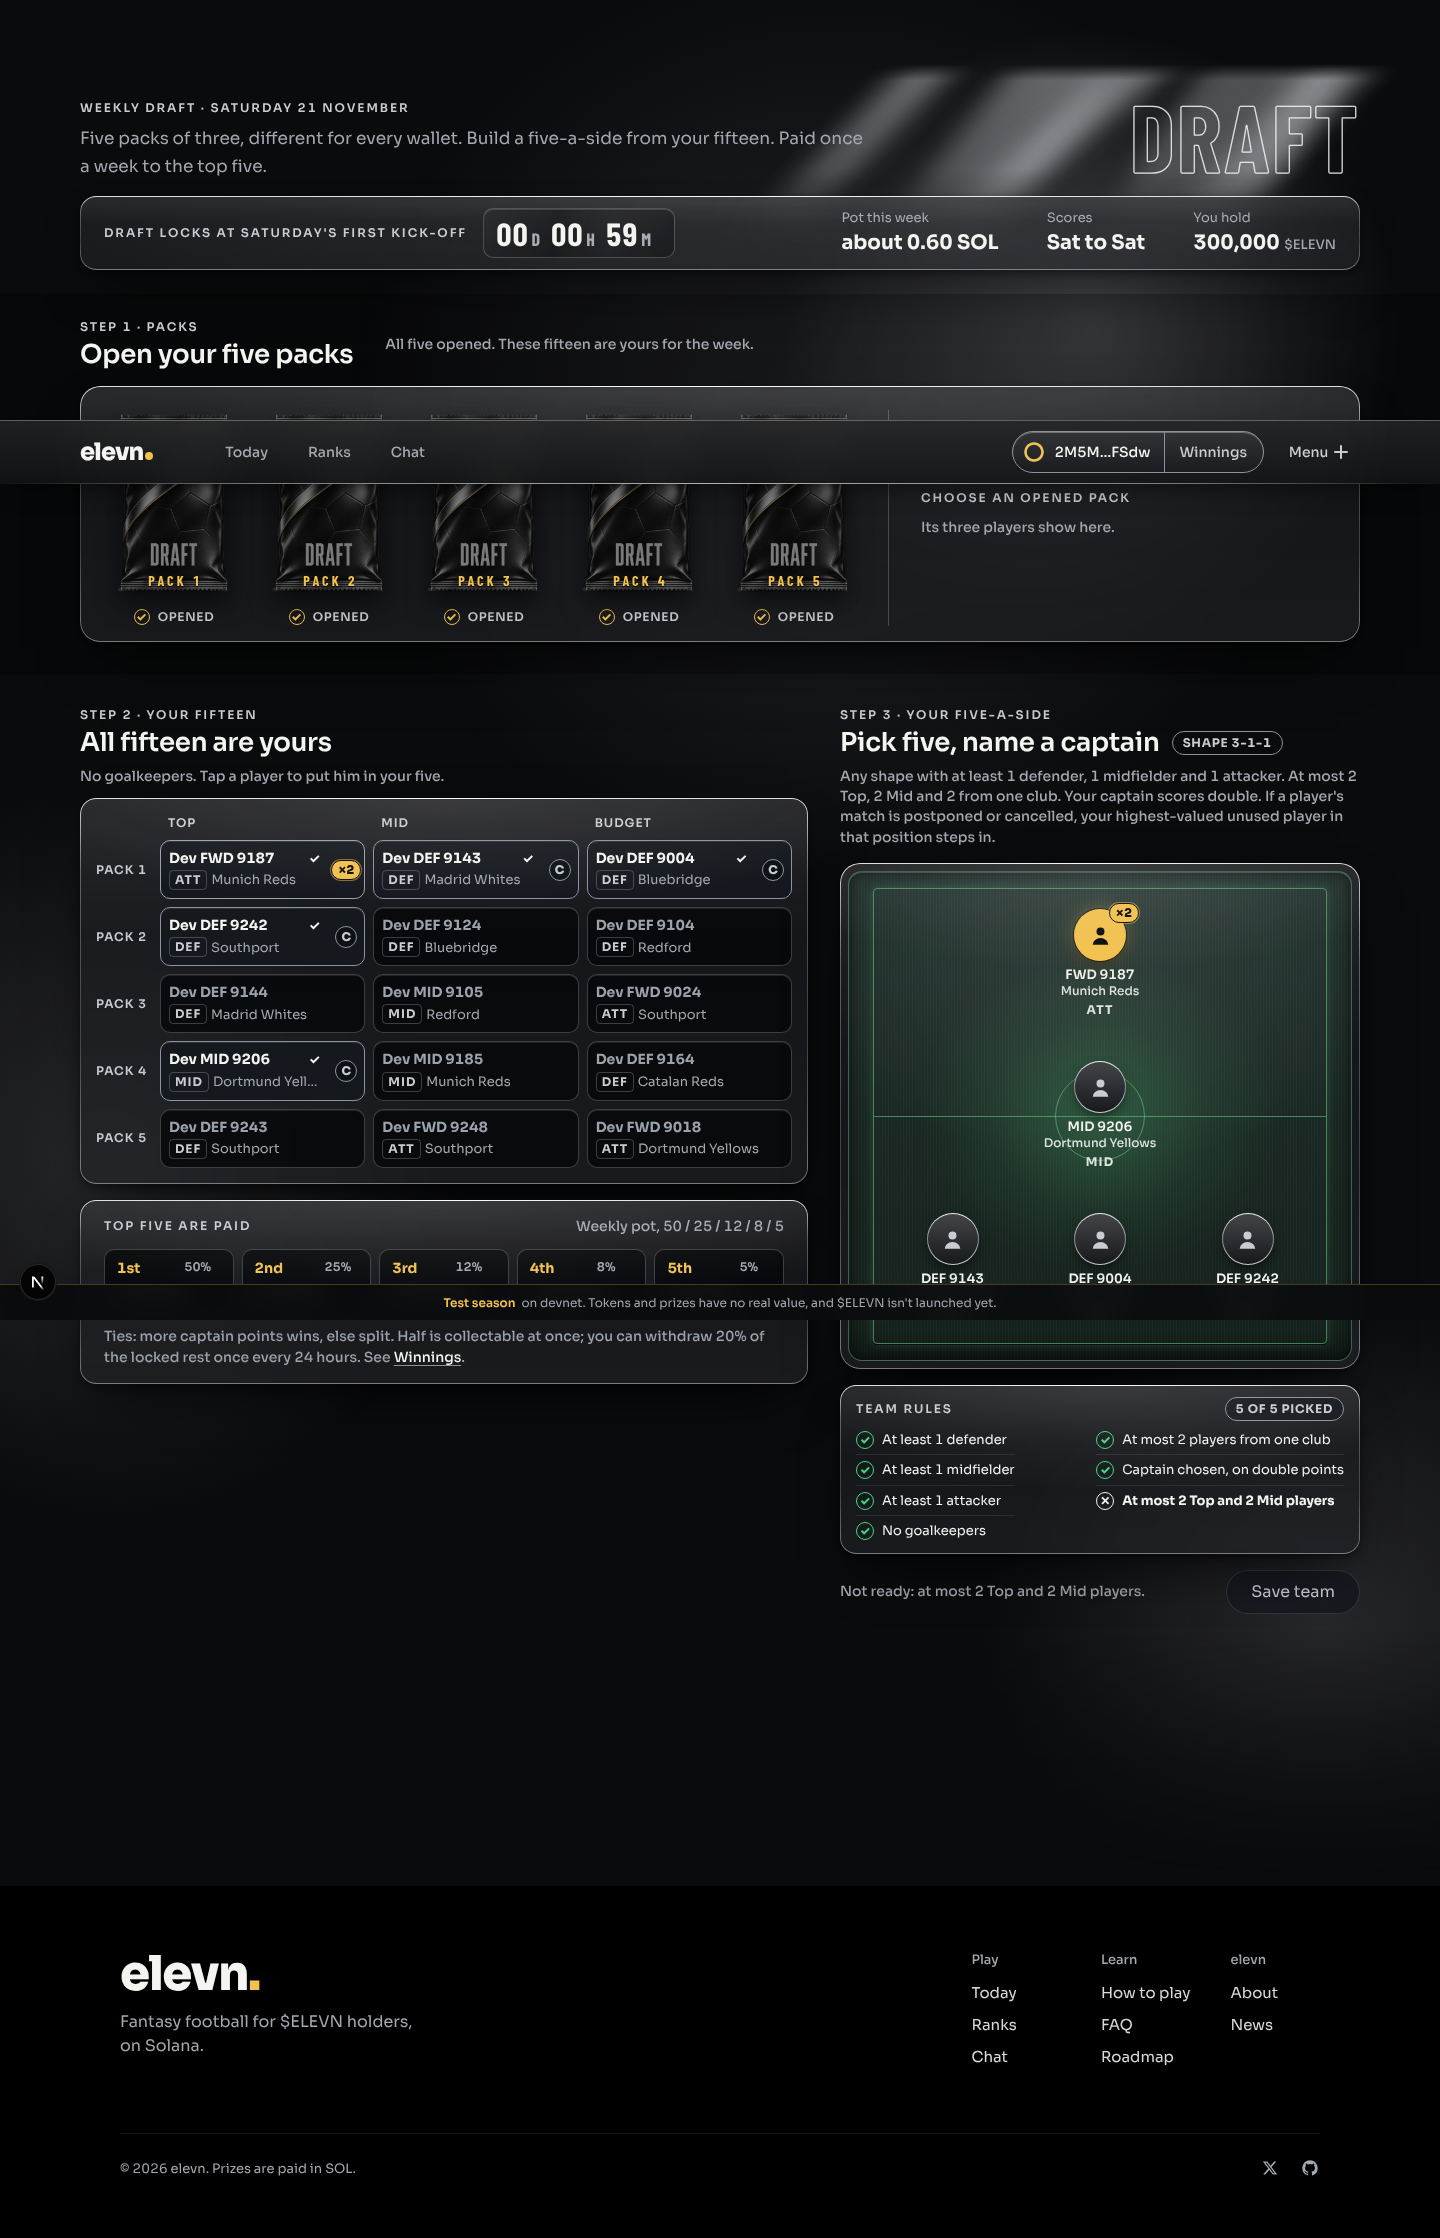 WEEKLY DRAFT · SATURDAY 21 NOVEMBER
Five packs of three, different for every wallet. Build a five-a-side from your fifteen. Paid once
a week to the top five.
DRAFT
DRAFT LOCKS AT SATURDAY'S FIRST KICK-OFF
00 D 00 H 59 M
Pot this week
about 0.60 SOL
Scores
Sat to Sat
You hold
300,000 $ELEVN
STEP 1 · PACKS
Open your five packs
All five opened. These fifteen are yours for the week.
elevn.
Today
Ranks
Chat
2M5M...FSdw
Winnings
Menu
DRAFT
PACK 1
OPENED
DRAFT
PACK 2
OPENED
DRAFT
PACK 3
OPENED
DRAFT
PACK 4
OPENED
DRAFT
PACK 5
OPENED
CHOOSE AN OPENED PACK
Its three players show here.
STEP 2 · YOUR FIFTEEN
All fifteen are yours
No goalkeepers. Tap a player to put him in your five.
TOP
MID
BUDGET
PACK 1
Dev FWD 9187
ATT Munich Reds
×2
Dev DEF 9143
DEF Madrid Whites
C
Dev DEF 9004
DEF Bluebridge
C
PACK 2
Dev DEF 9242
DEF Southport
C
Dev DEF 9124
DEF Bluebridge
Dev DEF 9104
DEF Redford
PACK 3
Dev DEF 9144
DEF Madrid Whites
Dev MID 9105
MID Redford
Dev FWD 9024
ATT Southport
PACK 4
Dev MID 9206
MID Dortmund Yell...
C
Dev MID 9185
MID Munich Reds
Dev DEF 9164
DEF Catalan Reds
PACK 5
Dev DEF 9243
DEF Southport
Dev FWD 9248
ATT Southport
Dev FWD 9018
ATT Dortmund Yellows
TOP FIVE ARE PAID
Weekly pot, 50 / 25 / 12 / 8 / 5
1st 50%
2nd 25%
3rd 12%
4th 8%
5th 5%
Ties: more captain points wins, else split. Half is collectable at once; you can withdraw 20% of
the locked rest once every 24 hours. See Winnings.
STEP 3 · YOUR FIVE-A-SIDE
Pick five, name a captain
SHAPE 3-1-1
Any shape with at least 1 defender, 1 midfielder and 1 attacker. At most 2
Top, 2 Mid and 2 from one club. Your captain scores double. If a player's
match is postponed or cancelled, your highest-valued unused player in
that position steps in.
×2
FWD 9187
Munich Reds
ATT
MID 9206
Dortmund Yellows
MID
DEF 9143
DEF 9004
DEF 9242
N
Test season on devnet. Tokens and prizes have no real value, and $ELEVN isn't launched yet.
TEAM RULES
5 OF 5 PICKED
At least 1 defender
At least 1 midfielder
At least 1 attacker
No goalkeepers
At most 2 players from one club
Captain chosen, on double points
At most 2 Top and 2 Mid players
Not ready: at most 2 Top and 2 Mid players.
Save team
elevn.
Fantasy football for $ELEVN holders,
on Solana.
Play
Today
Ranks
Chat
Learn
How to play
FAQ
Roadmap
elevn
About
News
© 2026 elevn. Prizes are paid in SOL.